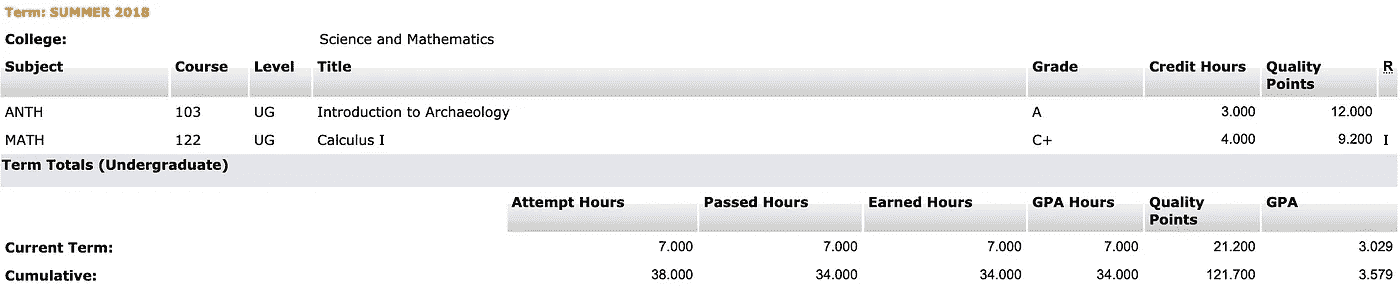 Term: SUMMER 2018
College: Science and Mathematics
Subject Course Level Title Grade Credit Hours Quality Points R
ANTH 103 UG Introduction to Archaeology A 3.000 12.000
MATH 122 UG Calculus I C+ 4.000 9.200 I
Term Totals (Undergraduate)
Attempt Hours Passed Hours Earned Hours GPA Hours Quality Points GPA
Current Term: 7.000 7.000 7.000 7.000 21.200 3.029
Cumulative: 38.000 34.000 34.000 34.000 121.700 3.579